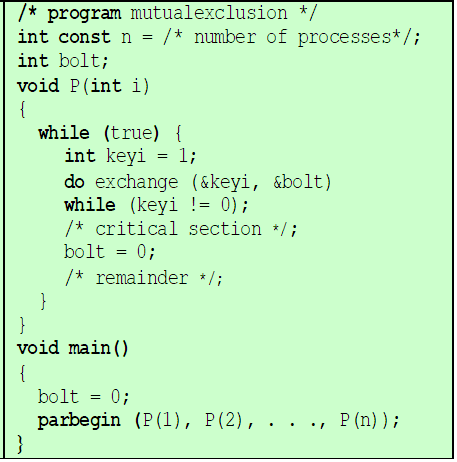 /* program mutualexclusion */
int const n = /* number of processes*/;
int bolt;
void P(int i)
{
while (true) {
int keyi = 1;
do exchange (&keyi, &bolt)
while (keyi != 0);
/* critical section */;
bolt = 0;
/* remainder */;
}
}
void main()
{
bolt = 0;
parbegin (P(1), P(2), . . ., P(n));
}